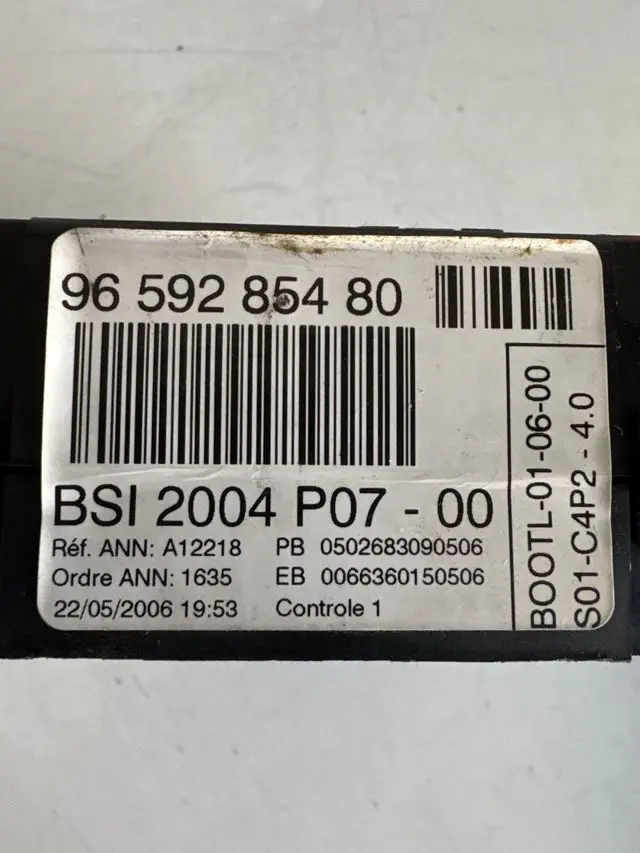 96 592 854 80
BSI 2004 P07 - 00
Réf. ANN: A12218 PB 0502683090506
Ordre ANN: 1635 EB 0066360150506
22/05/2006 19:53 Controle 1
BOOTL-01-06-00
S01-C4P2 - 4.0